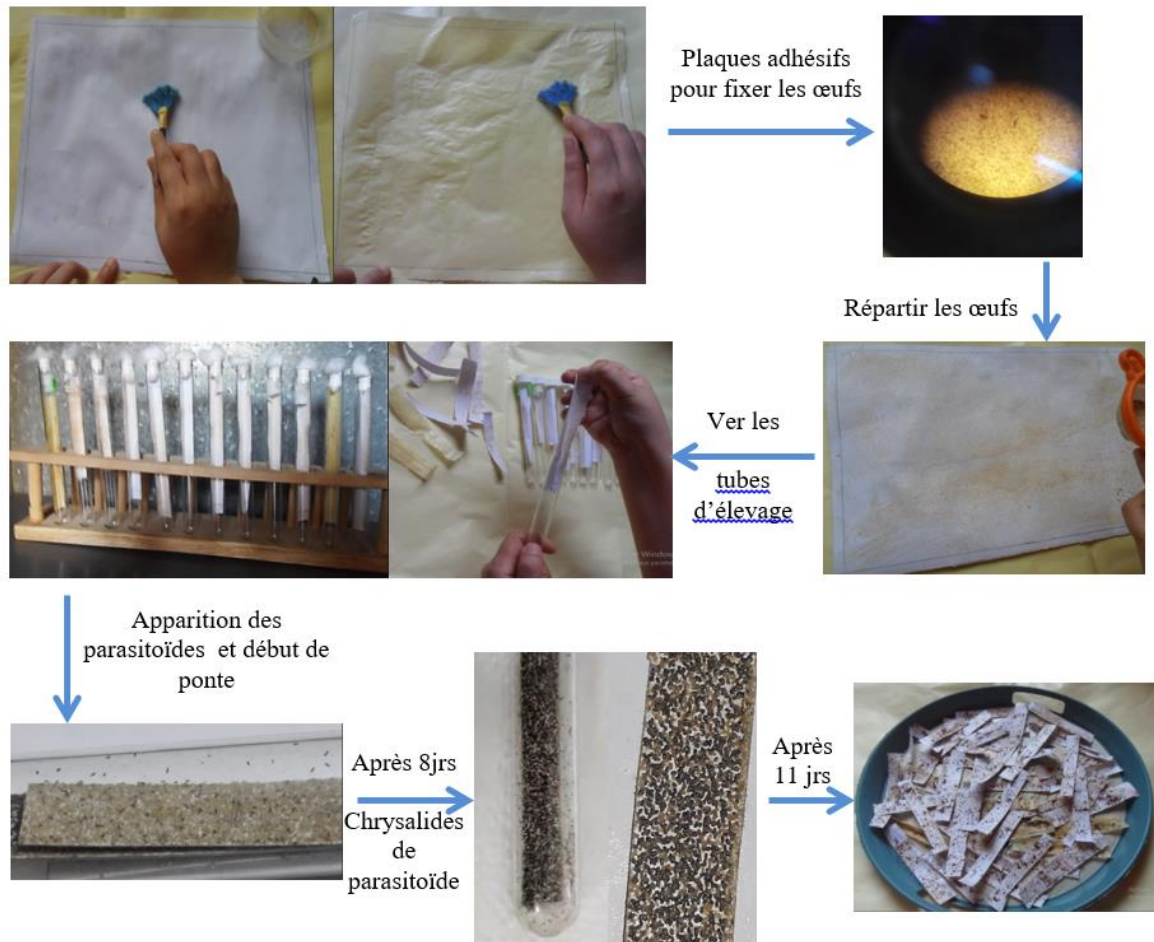 Plaques adhésifs
pour fixer les œufs
Répartir les œufs
Ver les
tubes
d’élevage
Apparition des
parasitoïdes et début de
ponte
Après 8jrs
Chrysalides
de
parasitoïde
Après
11 jrs